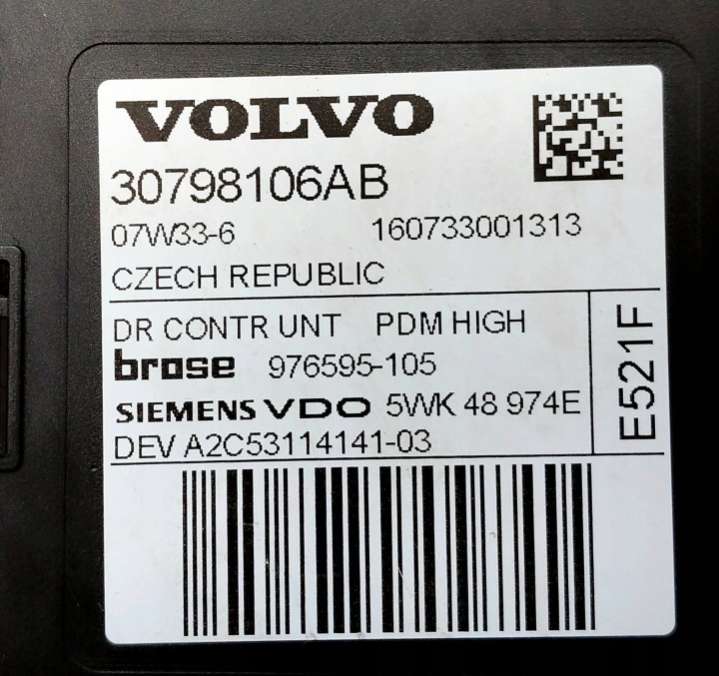 VOLVO
30798106AB
07W33-6 160733001313
CZECH REPUBLIC
DR CONTR UNT PDM HIGH
brose 976595-105
SIEMENS VDO 5WK 48 974E
DEV A2C53114141-03
E521F